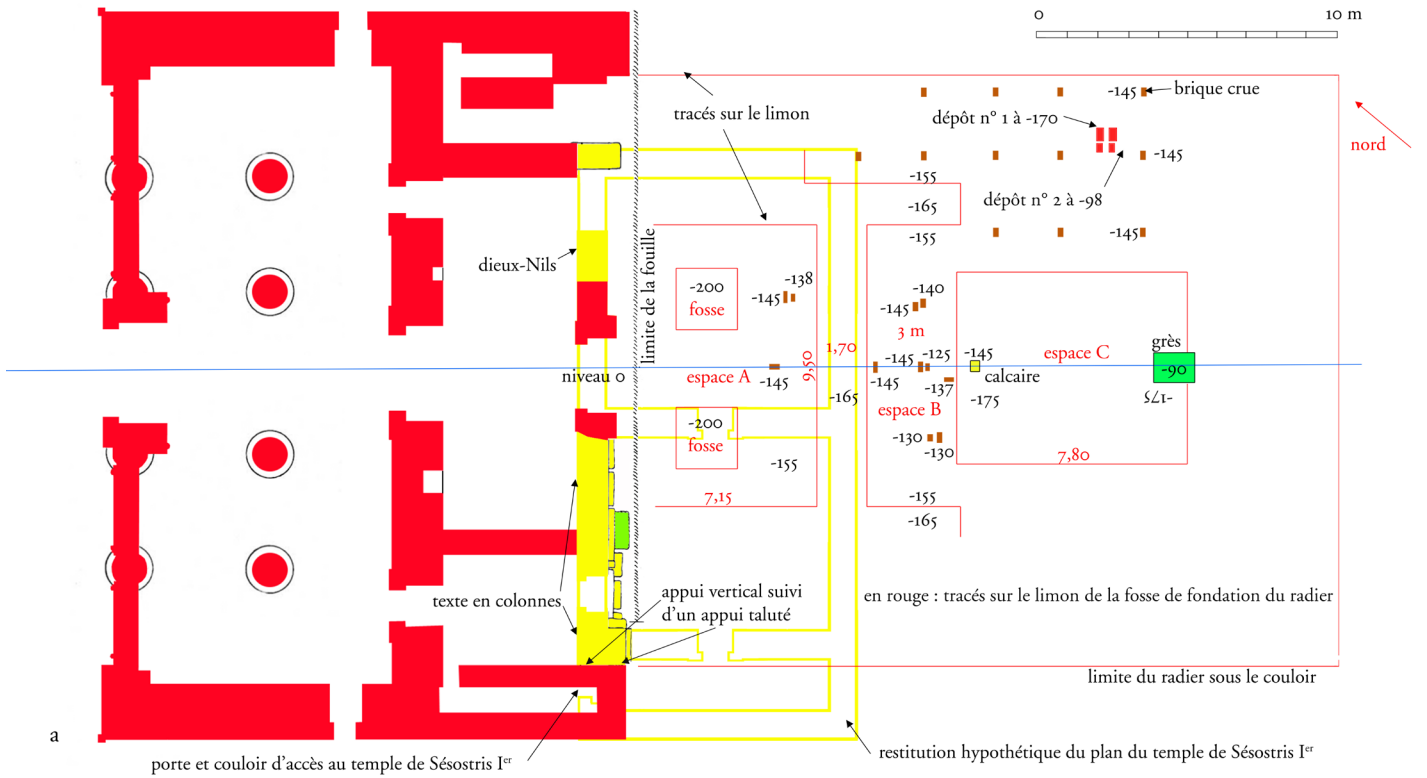 0
10 m
-145
brique crue
tracés sur le limon
dépôt n° 1 à -170
nord
-145
-155
dépôt n° 2 à -98
-165
-155
-145
dieux-Nils
limite de la fouille
-200
fosse
-138
-145
-140
-145
3 m
1,70
9,50
niveau 0
espace A
-145
-165
-145
-145
-125
-137
espace B
-145
calcaire
-175
espace C
grès
-90
-175
-200
fosse
-155
-130
-130
7,80
7,15
-155
-165
texte en colonnes
appui vertical suivi
d'un appui taluté
en rouge : tracés sur le limon de la fosse de fondation du radier
limite du radier sous le couloir
a
porte et couloir d'accès au temple de Sésostris Ier
restitution hypothétique du plan du temple de Sésostris Ier